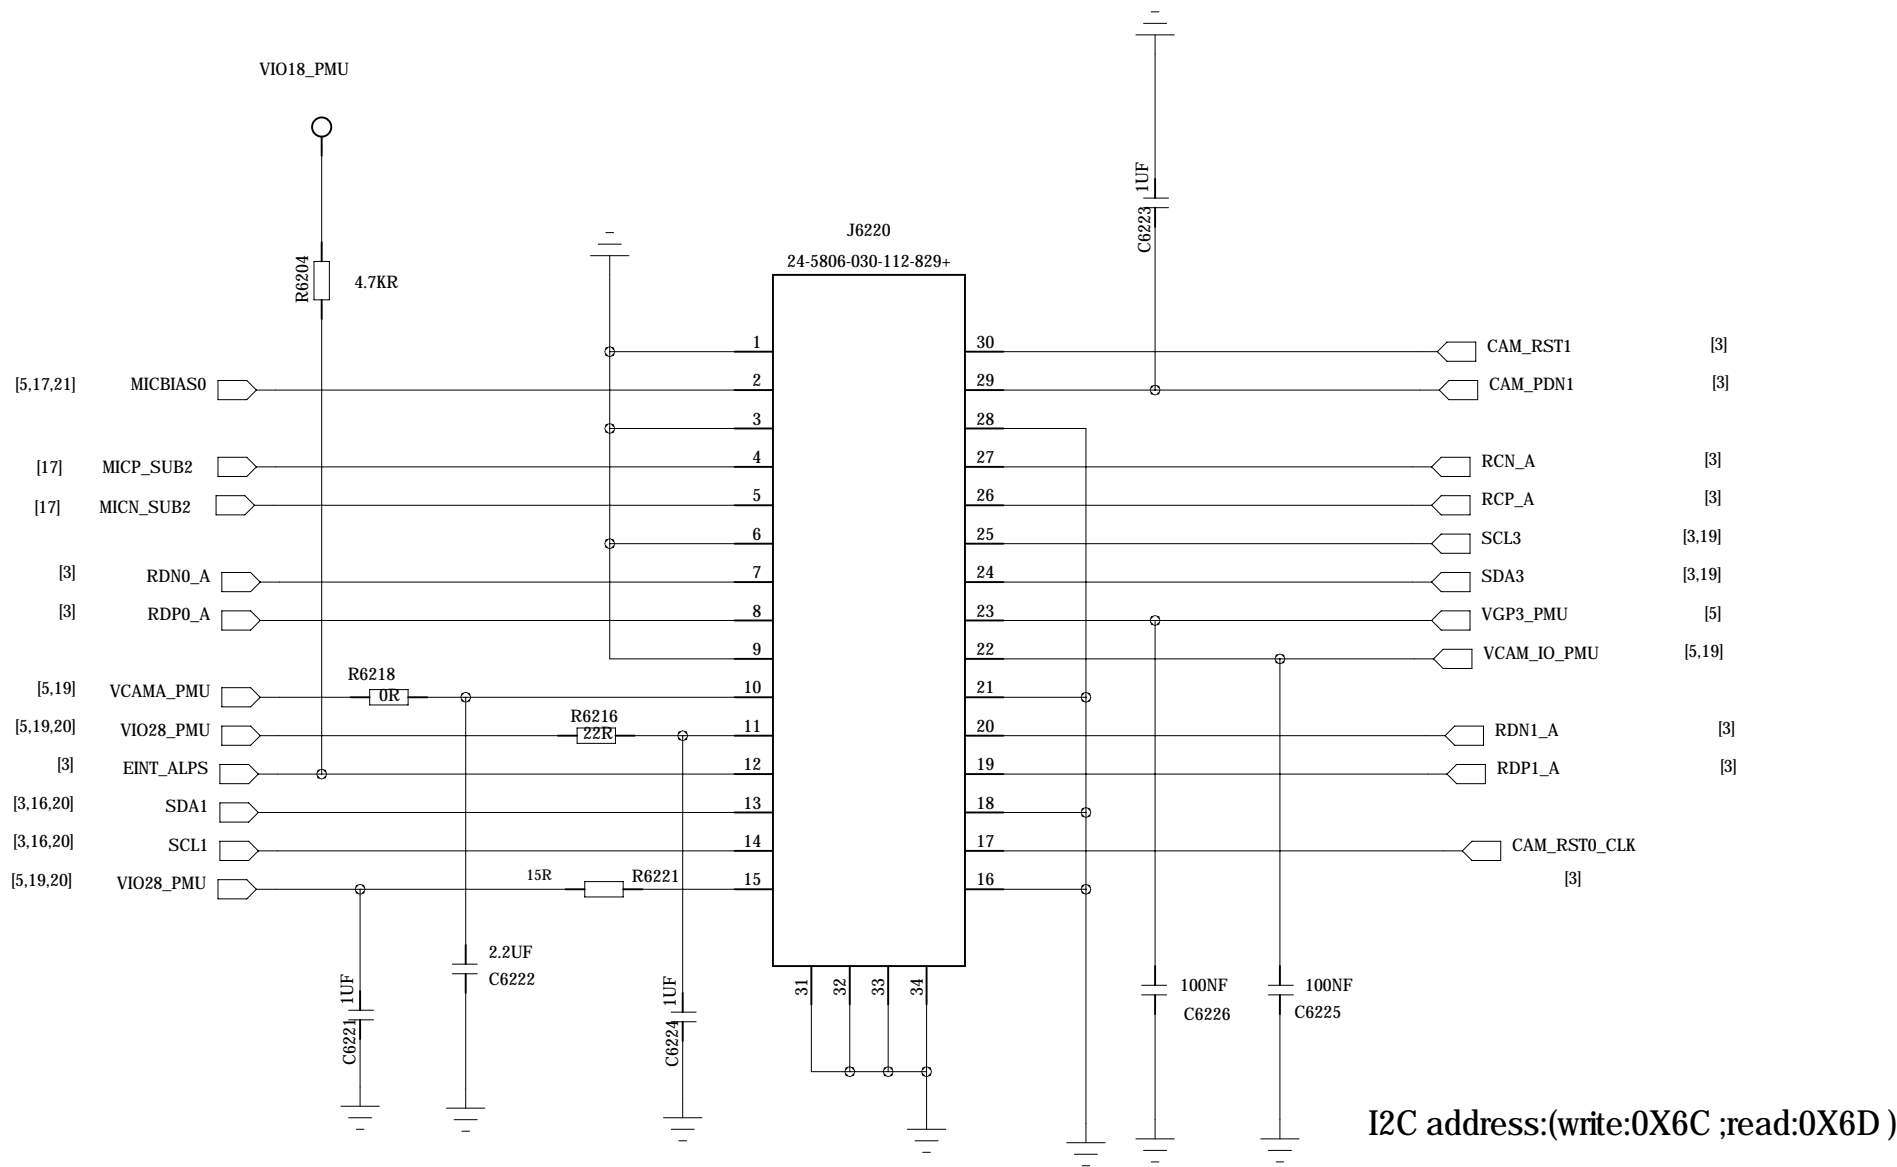 VIO18_PMU
R6204
4.7KR
J6220
24-5806-030-112-829+
1UF
C6223
1
30
CAM_RST1
[3]
[5,17,21]
MICBIAS0
2
29
CAM_PDN1
[3]
3
28
[17]
MICP_SUB2
4
27
RCN_A
[3]
[17]
MICN_SUB2
5
26
RCP_A
[3]
6
25
SCL3
[3,19]
[3]
RDN0_A
7
24
SDA3
[3,19]
[3]
RDP0_A
8
23
VGP3_PMU
[5]
9
22
VCAM_IO_PMU
[5,19]
[5,19]
VCAMA_PMU
R6218
0R
10
21
[5,19,20]
VIO28_PMU
R6216
22R
11
20
RDN1_A
[3]
[3]
EINT_ALPS
12
19
RDP1_A
[3]
[3,16,20]
SDA1
13
18
[3,16,20]
SCL1
14
17
CAM_RST0_CLK
[3]
[5,19,20]
VIO28_PMU
15R
R6221
15
16
1UF
C6221
2.2UF
C6222
1UF
C6224
31
32
33
34
100NF
C6226
100NF
C6225
I2C address:(write:0X6C ;read:0X6D )